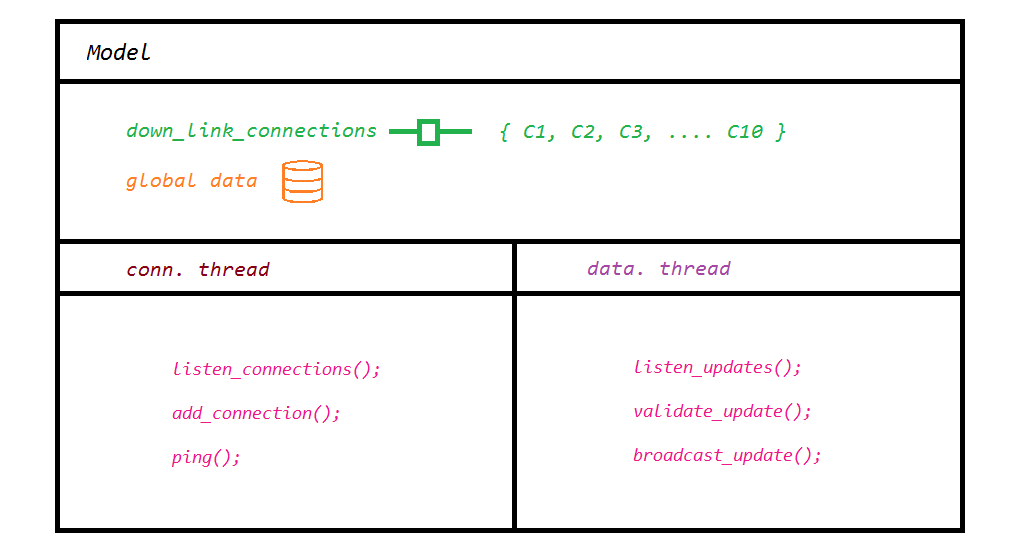 Model
down_link_connections { C1, C2, C3, .... C10 }
global data
conn. thread
data. thread
listen_connections();
add_connection();
ping();
listen_updates();
validate_update();
broadcast_update();